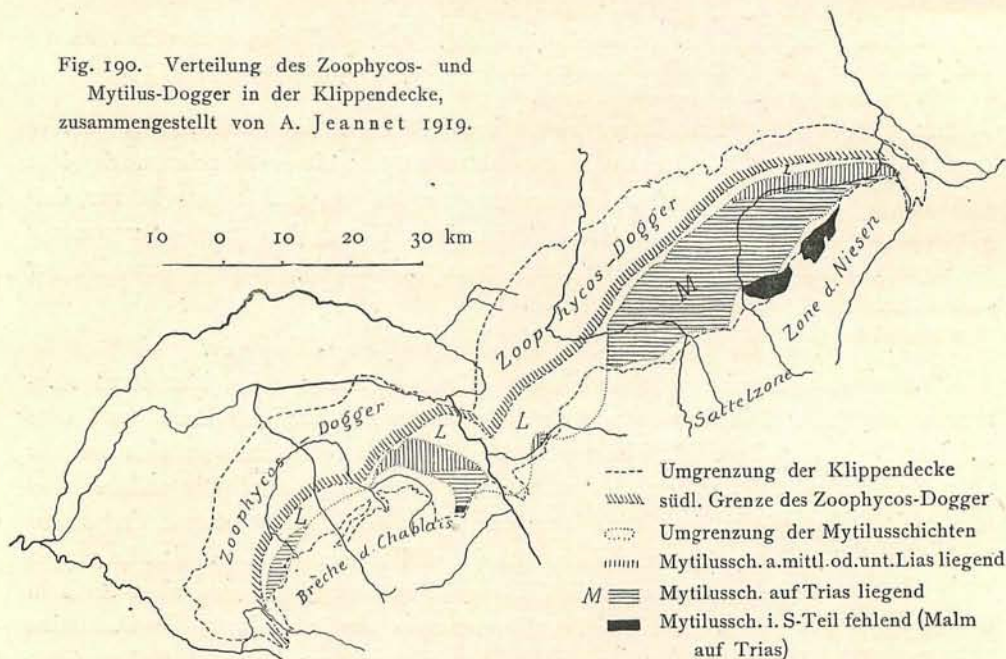 Fig. 190. Verteilung des Zoophycos- und
Mytilus-Dogger in der Klippendecke,
zusammengestellt von A. Jeannet 1919.
10 0 10 20 30 km
Zoophycos-Dogger
M
Zone d. Niesen
Sattelzone
L
L
Zoophycos-Dogger
L
Brèche d. Chablais
Umgrenzung der Klippendecke
südl. Grenze des Zoophycos-Dogger
Umgrenzung der Mytilusschichten
Mytilussch. a. mittl. od. unt. Lias liegend
M Mytilussch. auf Trias liegend
Mytilussch. i. S-Teil fehlend (Malm
auf Trias)